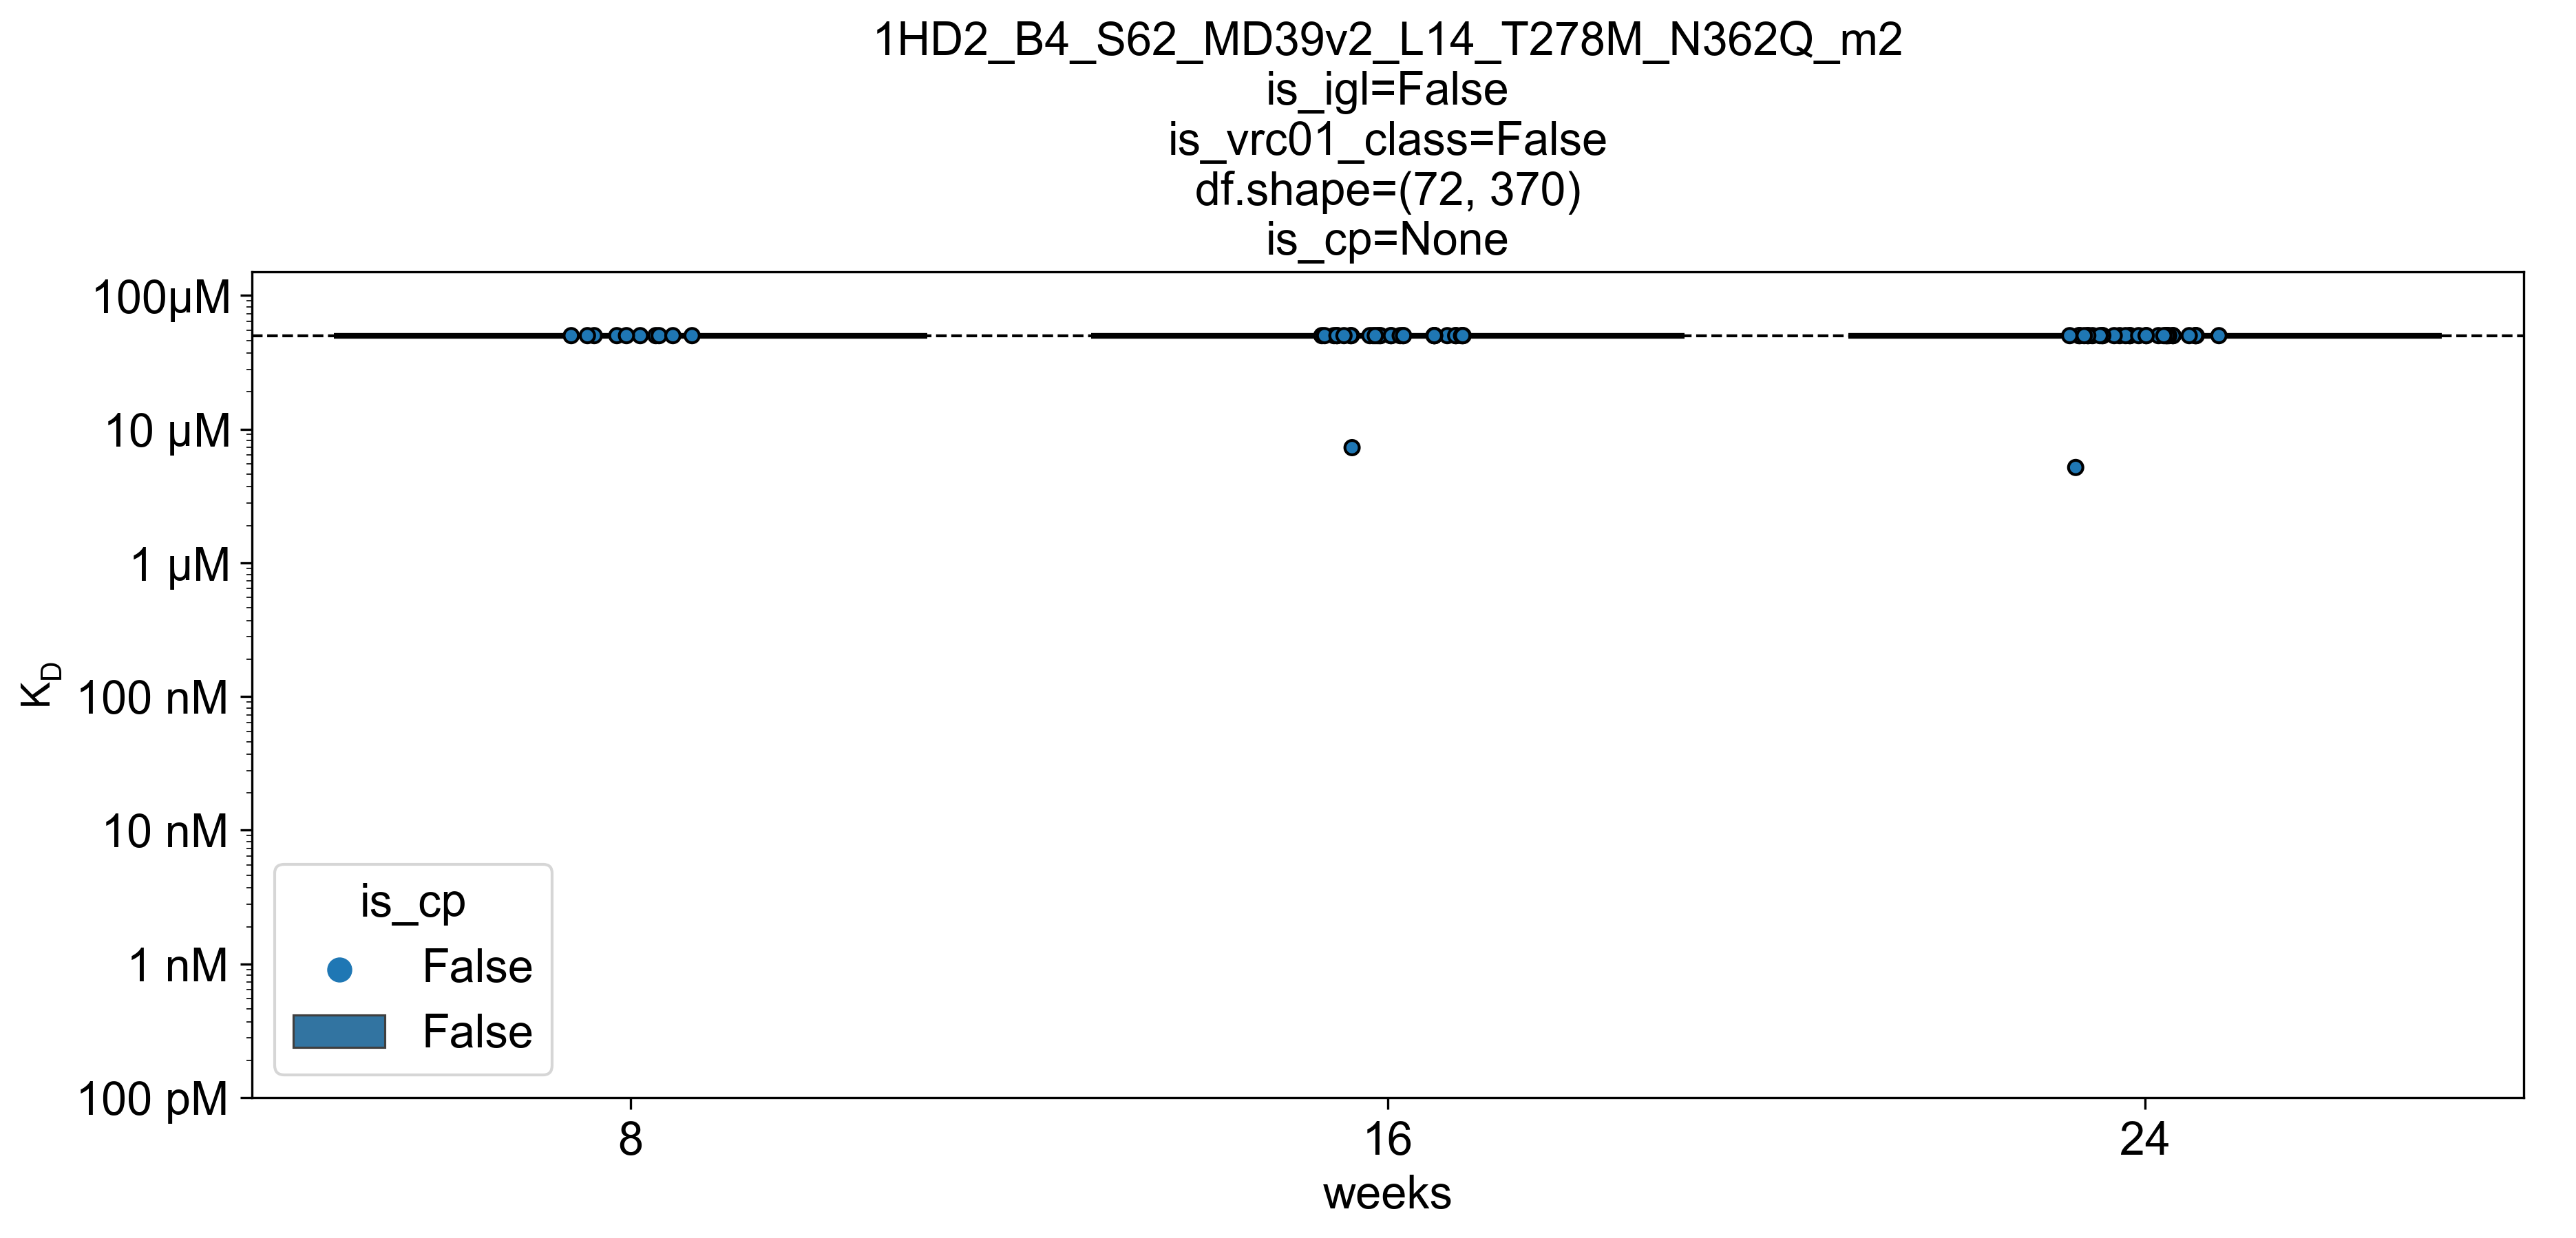 1HD2_B4_S62_MD39v2_L14_T278M_N362Q_m2
is_igl=False
is_vrc01_class=False
df.shape=(72, 370)
is_cp=None
100µM
10 µM
1 µM
100 nM
10 nM
1 nM
100 pM
K_D
is_cp
False
False
8
16
24
weeks